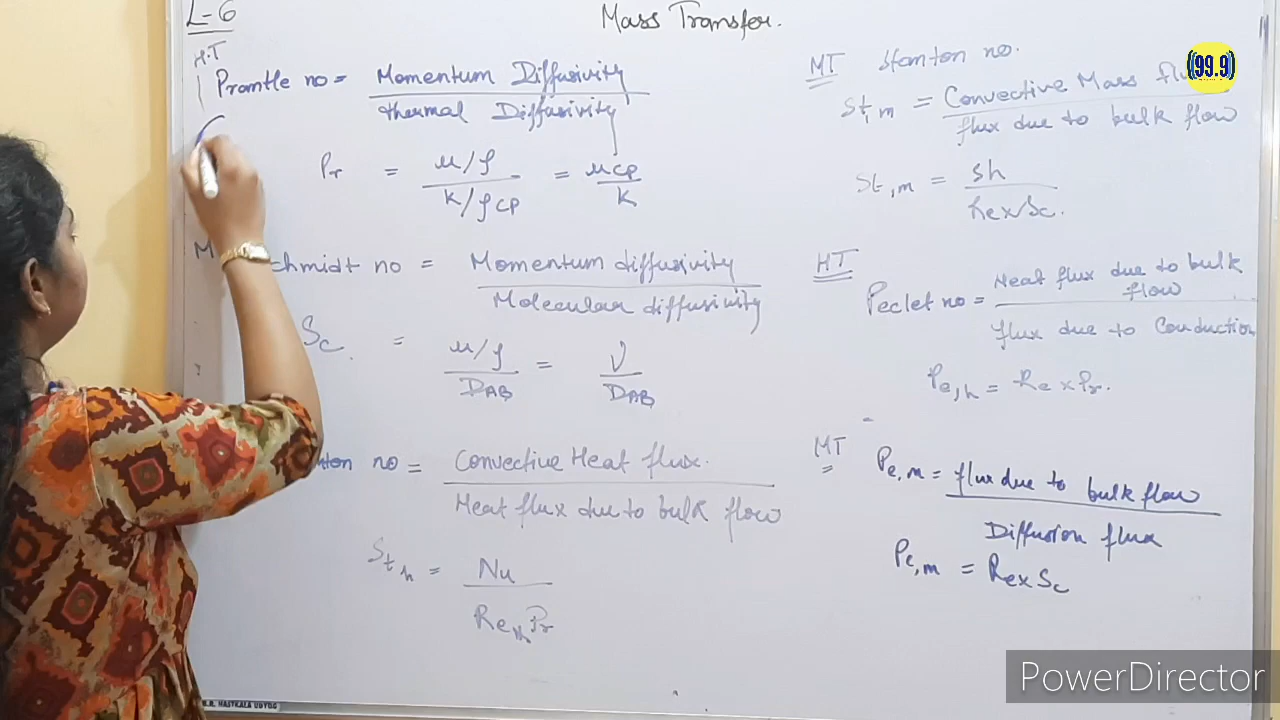 L-6
Mass Transfer.
H.T
Prantle no = Momentum Diffusivity
thermal Diffusivity
Pr = μ/ρ = μCP
k/ρCP k
M
chmidt no = Momentum diffusivity
Molecular diffusivity
Sc = μ/ρ = ν
DAB DAB
nton no = Convective Heat flux.
Heat flux due to bulk flow
St h = Nu
Re Pr
MT Stanton no.
St,m = Convective Mass flu
flux due to bulk flow
St,m = Sh
Re x Sc.
HT
Peclet no = Heat flux due to bulk
flow
flux due to Conduction
Pe,h = Re x Pr.
MT
Pe,m = flux due to bulk flow
Diffusion flux
Pe,m = Re x Sc
(99.9)
PowerDirector